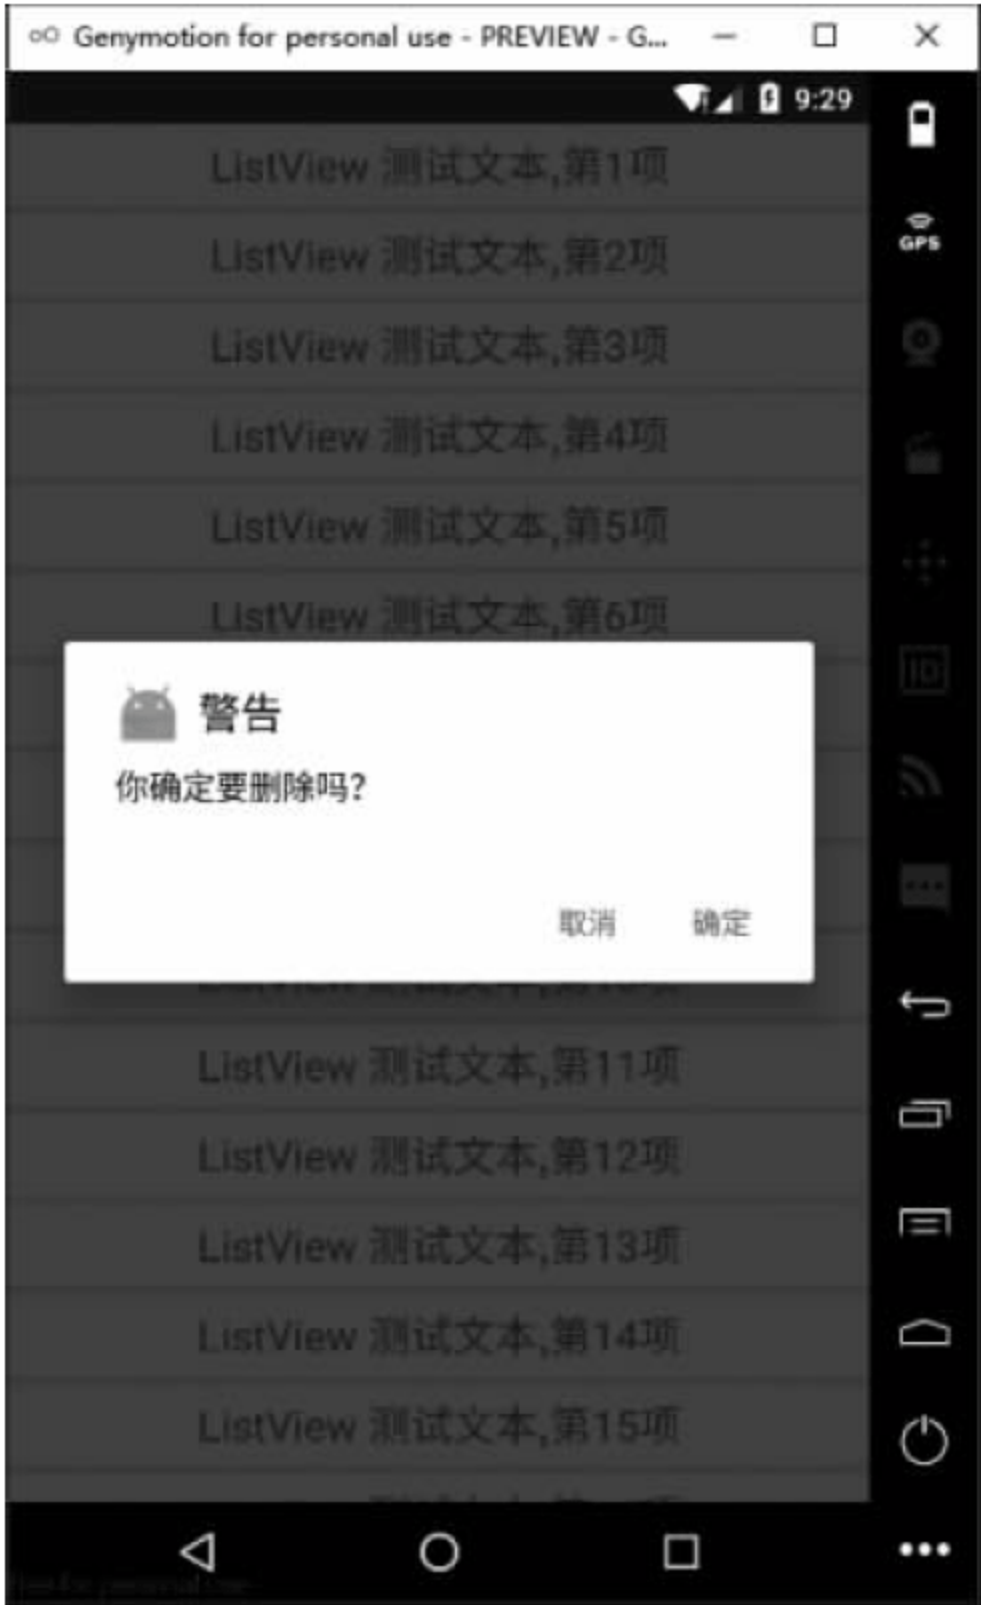 Genymotion for personal use - PREVIEW - G...
9:29
GPS
ListView 测试文本,第1项
ListView 测试文本,第2项
ListView 测试文本,第3项
ListView 测试文本,第4项
ListView 测试文本,第5项
ListView 测试文本,第6项
ID
警告
你确定要删除吗?
取消 确定
ListView 测试文本,第11项
ListView 测试文本,第12项
ListView 测试文本,第13项
ListView 测试文本,第14项
ListView 测试文本,第15项
free for personal use